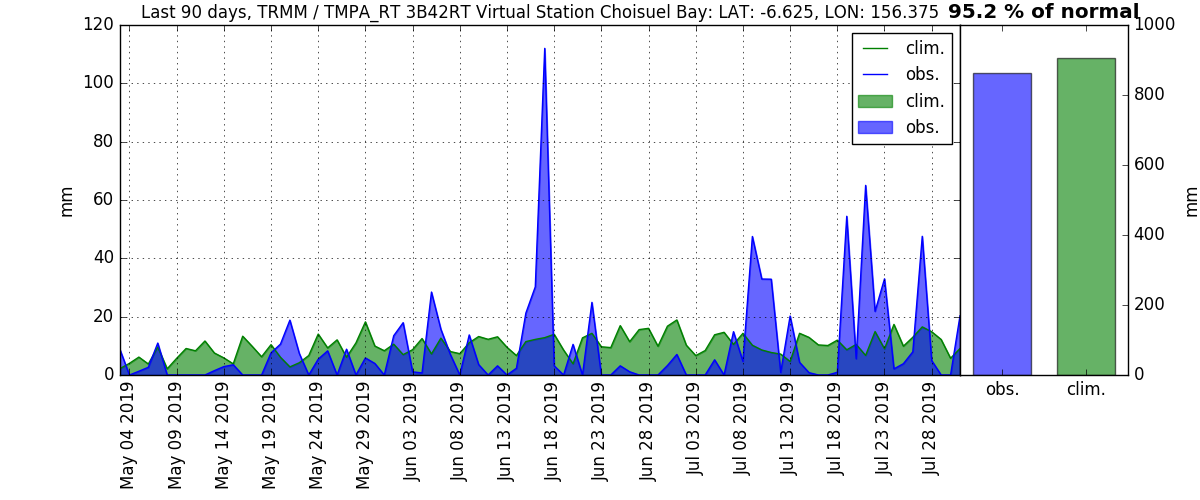 Last 90 days, TRMM / TMPA_RT 3B42RT Virtual Station Choisuel Bay: LAT: -6.625, LON: 156.375 95.2 % of normal
120
100
80
60
40
20
0
mm
clim.
obs.
clim.
obs.
May 04 2019
May 09 2019
May 14 2019
May 19 2019
May 24 2019
May 29 2019
Jun 03 2019
Jun 08 2019
Jun 13 2019
Jun 18 2019
Jun 23 2019
Jun 28 2019
Jul 03 2019
Jul 08 2019
Jul 13 2019
Jul 18 2019
Jul 23 2019
Jul 28 2019
obs. clim.
1000
800
600
400
200
0
mm